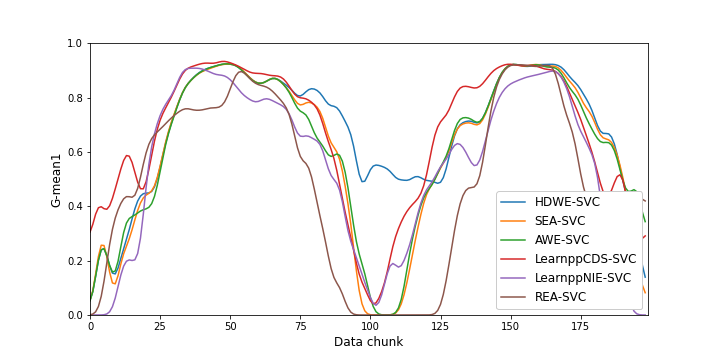 1.0
0.8
0.6
0.4
0.2
0.0
G-mean1
0
25
50
75
100
125
150
175
Data chunk
HDWE-SVC
SEA-SVC
AWE-SVC
LearnppCDS-SVC
LearnppNIE-SVC
REA-SVC